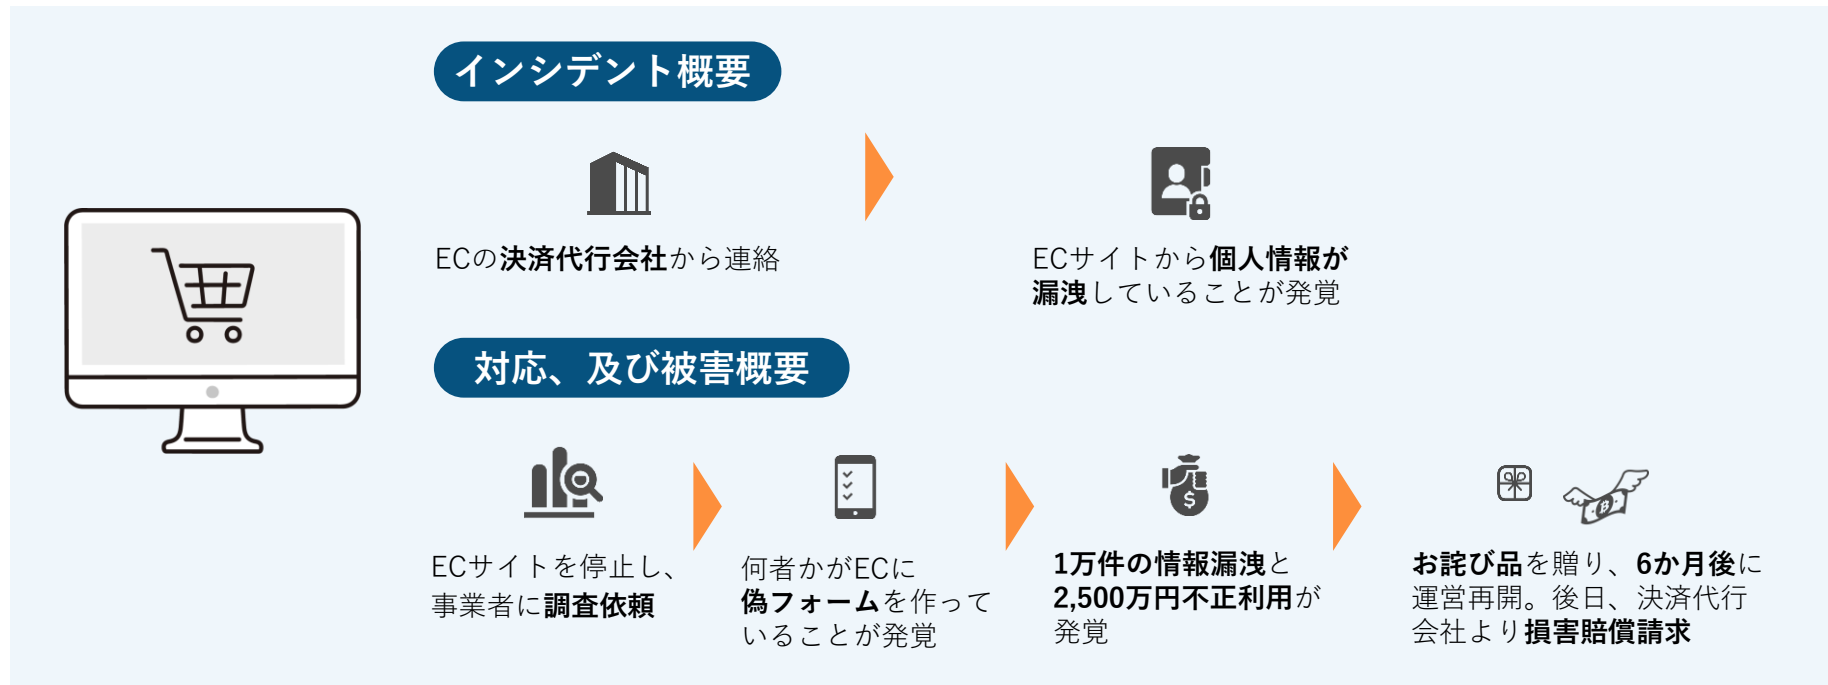 インシデント概要
ECの決済代行会社から連絡
ECサイトから個人情報が
漏洩していることが発覚
対応、及び被害概要
ECサイトを停止し、
事業者に調査依頼
何者かがECに
偽フォームを作って
いることが発覚
1万件の情報漏洩と
2,500万円不正利用が
発覚
お詫び品を贈り、6か月後に
運営再開。後日、決済代行
会社より損害賠償請求